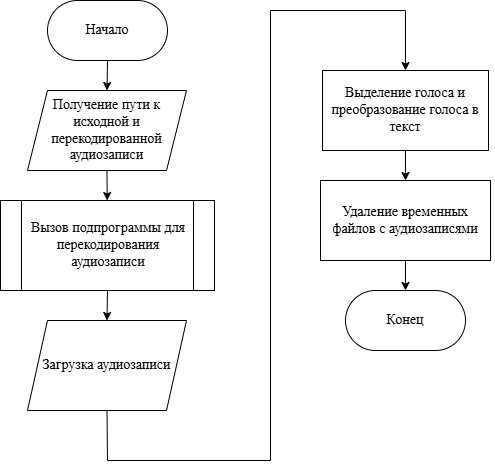 Начало
Получение пути к
исходной и
перекодированной
аудиозаписи
Вызов подпрограммы для
перекодирования
аудиозаписи
Загрузка аудиозаписи
Выделение голоса и
преобразование голоса в
текст
Удаление временных
файлов с аудиозаписями
Конец